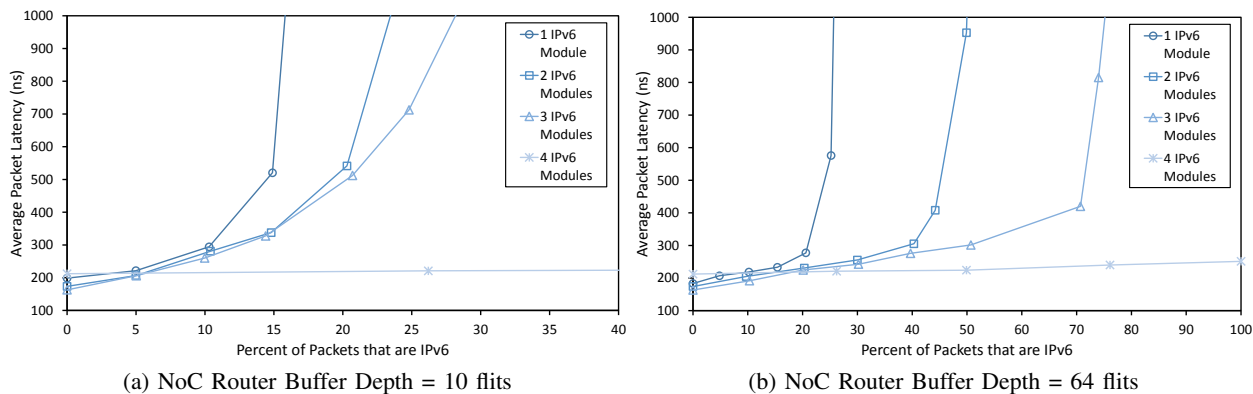 1000
900
800
700
600
500
400
300
200
100
Average Packet Latency (ns)
0
5
10
15
20
25
30
35
40
Percent of Packets that are IPv6
1 IPv6
Module
2 IPv6
Modules
3 IPv6
Modules
4 IPv6
Modules
(a) NoC Router Buffer Depth = 10 flits
1000
900
800
700
600
500
400
300
200
100
Average Packet Latency (ns)
0
10
20
30
40
50
60
70
80
90
100
Percent of Packets that are IPv6
1 IPv6
Module
2 IPv6
Modules
3 IPv6
Modules
4 IPv6
Modules
(b) NoC Router Buffer Depth = 64 flits